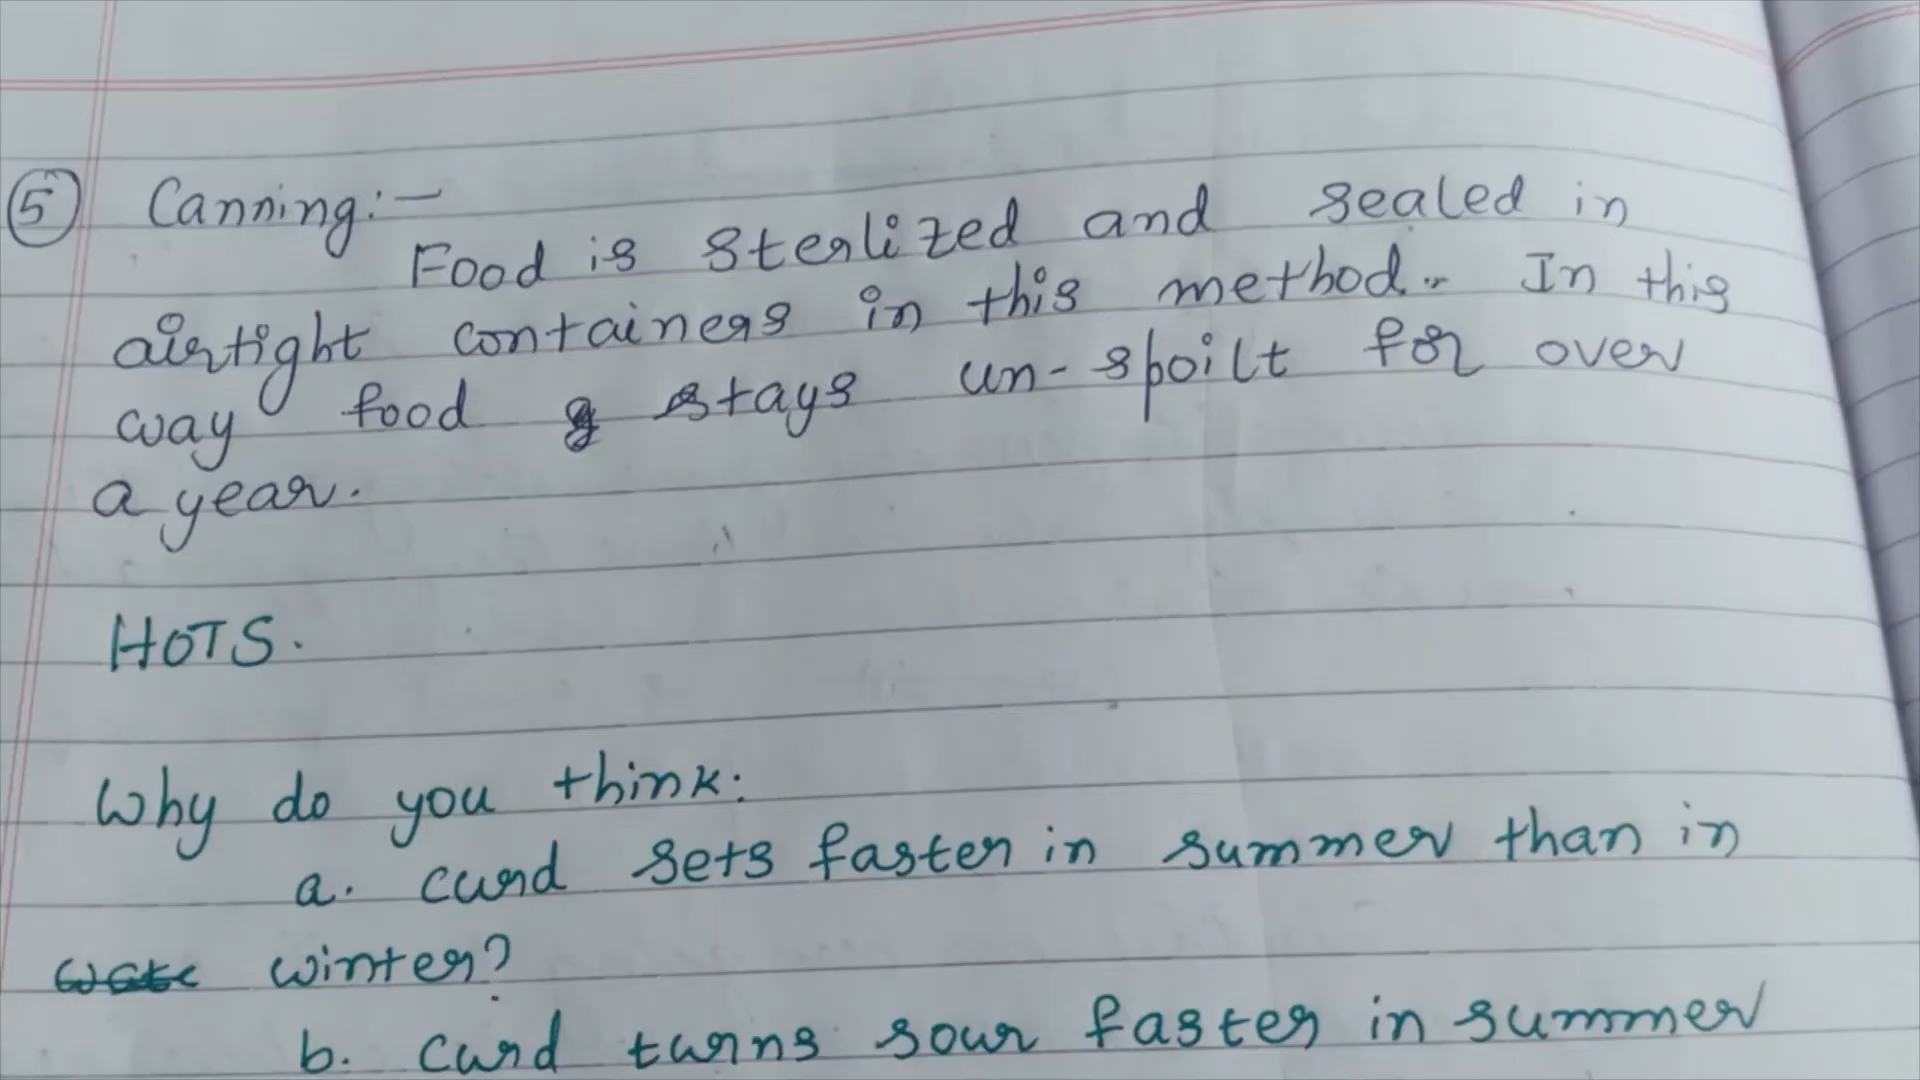 5 Canning:-
Food is sterlized and sealed in
airtight containers in this method. In this
way food stays un-spoilt for over
a year.
HOTS.
Why do you think:
a. curd sets faster in summer than in
winter?
b. curd turns sour faster in summer